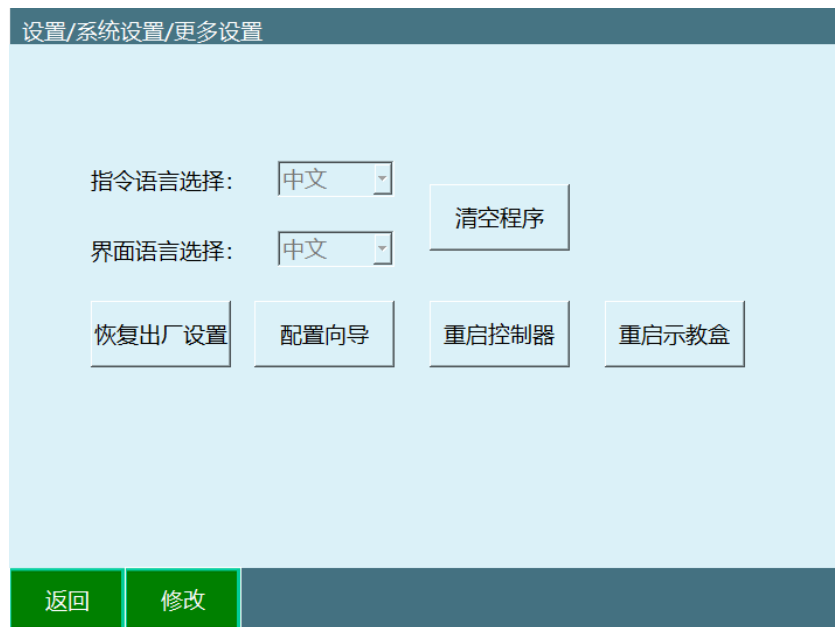 设置/系统设置/更多设置
指令语言选择： 中文
清空程序
界面语言选择： 中文
恢复出厂设置 配置向导 重启控制器 重启示教盒
返回 修改